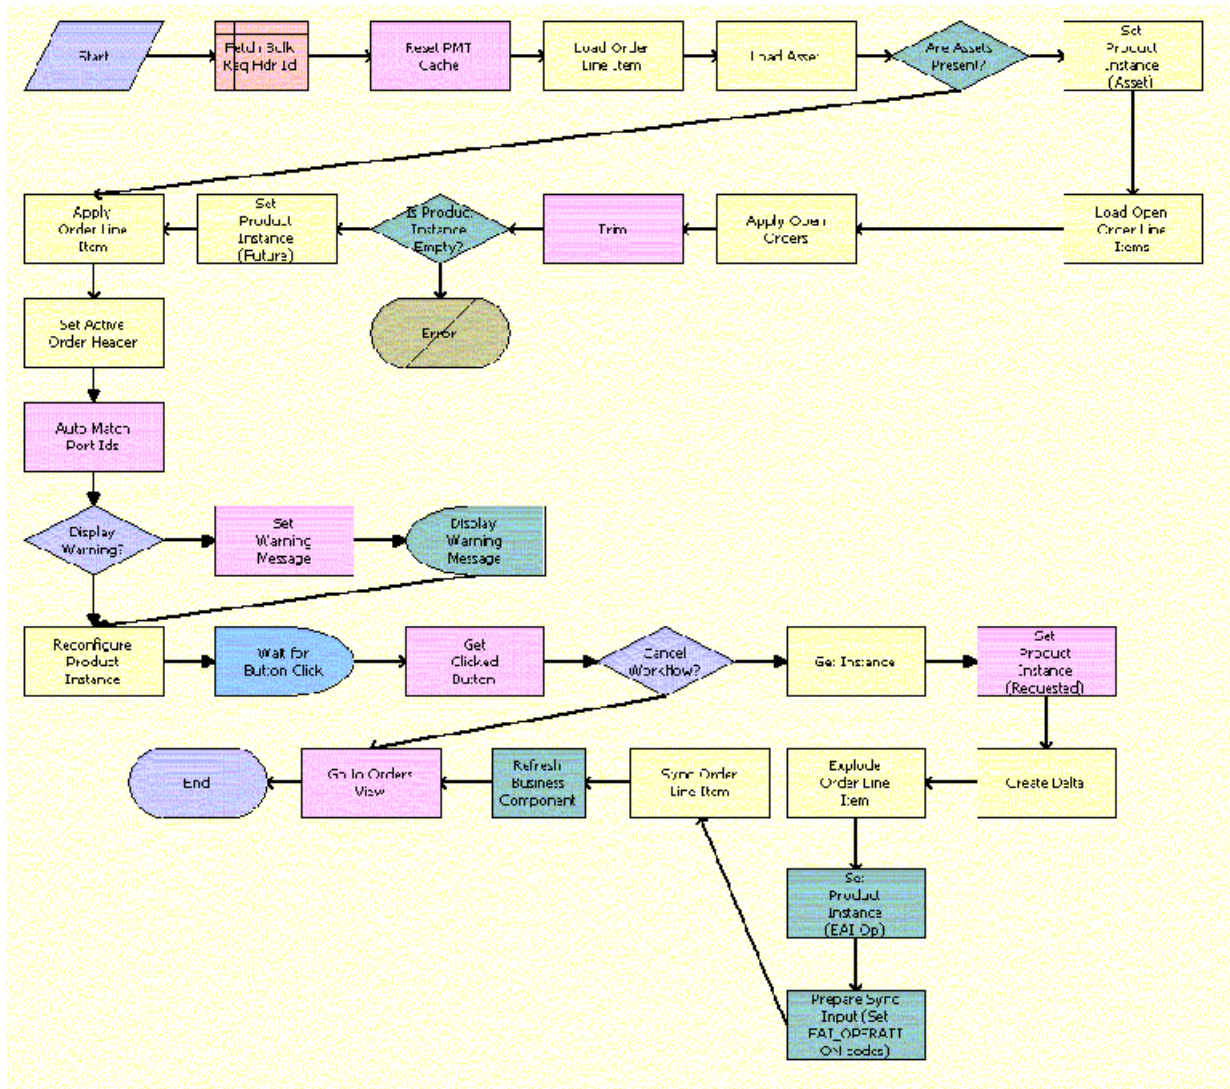 Start
Fetch Bulk
Req Hdr Id
Reset PMT
Cache
Load Order
Line Item
Load Asset
Are Assets
Present?
Set
Product
Instance
(Asset)
Apply
Order Line
Item
Set
Product
Instance
(Future)
Is Product
Instance
Empty?
Trim
Apply Open
Orders
Load Open
Order Line
Items
Set Active
Order Header
Error
Auto Match
Port Ids
Display
Warning?
Set
Warning
Message
Display
Warning
Message
Reconfigure
Product
Instance
Wait for
Button Click
Get
Clicked
Button
Cancel
Workflow?
Get Instance
Set
Product
Instance
(Requested)
End
Go to Orders
View
Refresh
Business
Component
Sync Order
Line Item
Explode
Order Line
Item
Create Delta
Set
Product
Instance
(EAI Op)
Prepare Sync
Input (Set
EAI_OPERATI
ON codes)